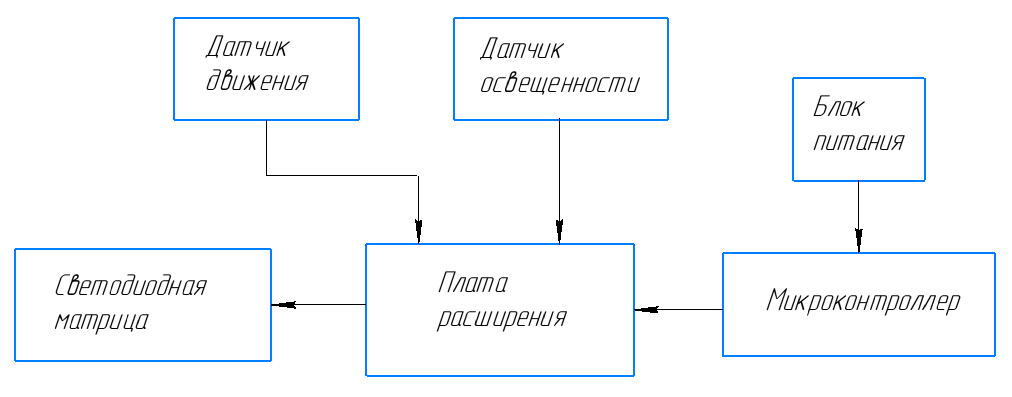 Датчик
движения
Датчик
освещенности
Блок
питания
Светодиодная
матрица
Плата
расширения
Микроконтроллер